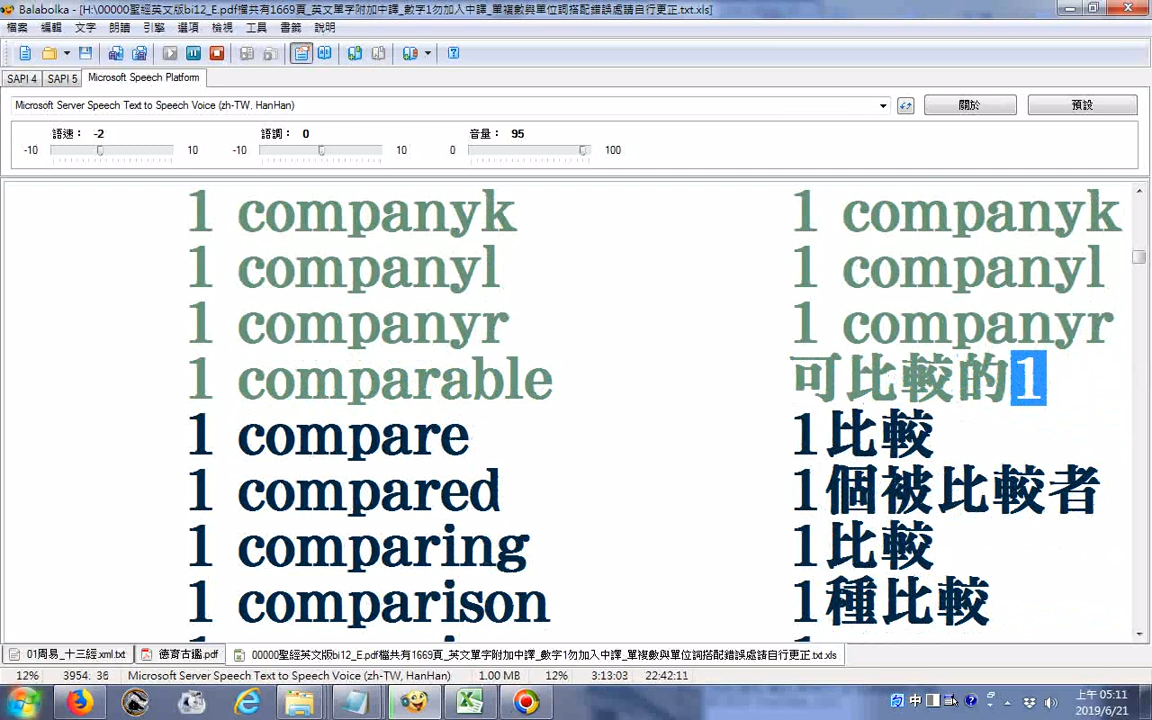 Balabolka - [H:\00000聖經英文版bi12_E.pdf檔共有1669頁_英文單字附加中譯_數字1勿加入中譯_單複數與單位詞搭配錯誤處請自行更正.txt.xls]
檔案 編輯 文字 朗讀 引擎 選項 檢視 工具 書籤 說明
SAPI 4 SAPI 5 Microsoft Speech Platform
Microsoft Server Speech Text to Speech Voice (zh-TW, HanHan) 關於 預設
語速： -2 語調： 0 音量： 95
-10 10 -10 10 0 100
1 companyk 1 companyk
1 companyl 1 companyl
1 companyr 1 companyr
1 comparable 可比較的1
1 compare 1比較
1 compared 1個被比較者
1 comparing 1比較
1 comparison 1種比較
01周易_十三經.xml.txt 德育古鑑.pdf 00000聖經英文版bi12_E.pdf檔共有1669頁_英文單字附加中譯_數字1勿加入中譯_單複數與單位詞搭配錯誤處請自行更正.txt.xls
12% 3954: 36 Microsoft Server Speech Text to Speech Voice (zh-TW, HanHan) 1.00 MB 12% 3:13:03 22:42:11
中 上午 05:11
2019/6/21